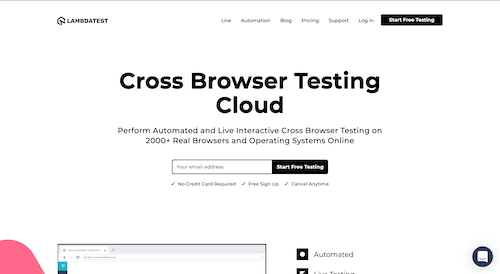 LAMBDATEST
Live Automation Blog Pricing Support Log in Start Free Testing
Cross Browser Testing
Cloud
Perform Automated and Live Interactive Cross Browser Testing on
2000+ Real Browsers and Operating Systems Online
Your email address Start Free Testing
✓ No Credit Card Required ✓ Free Sign Up ✓ Cancel Anytime
Automated
Live Testing